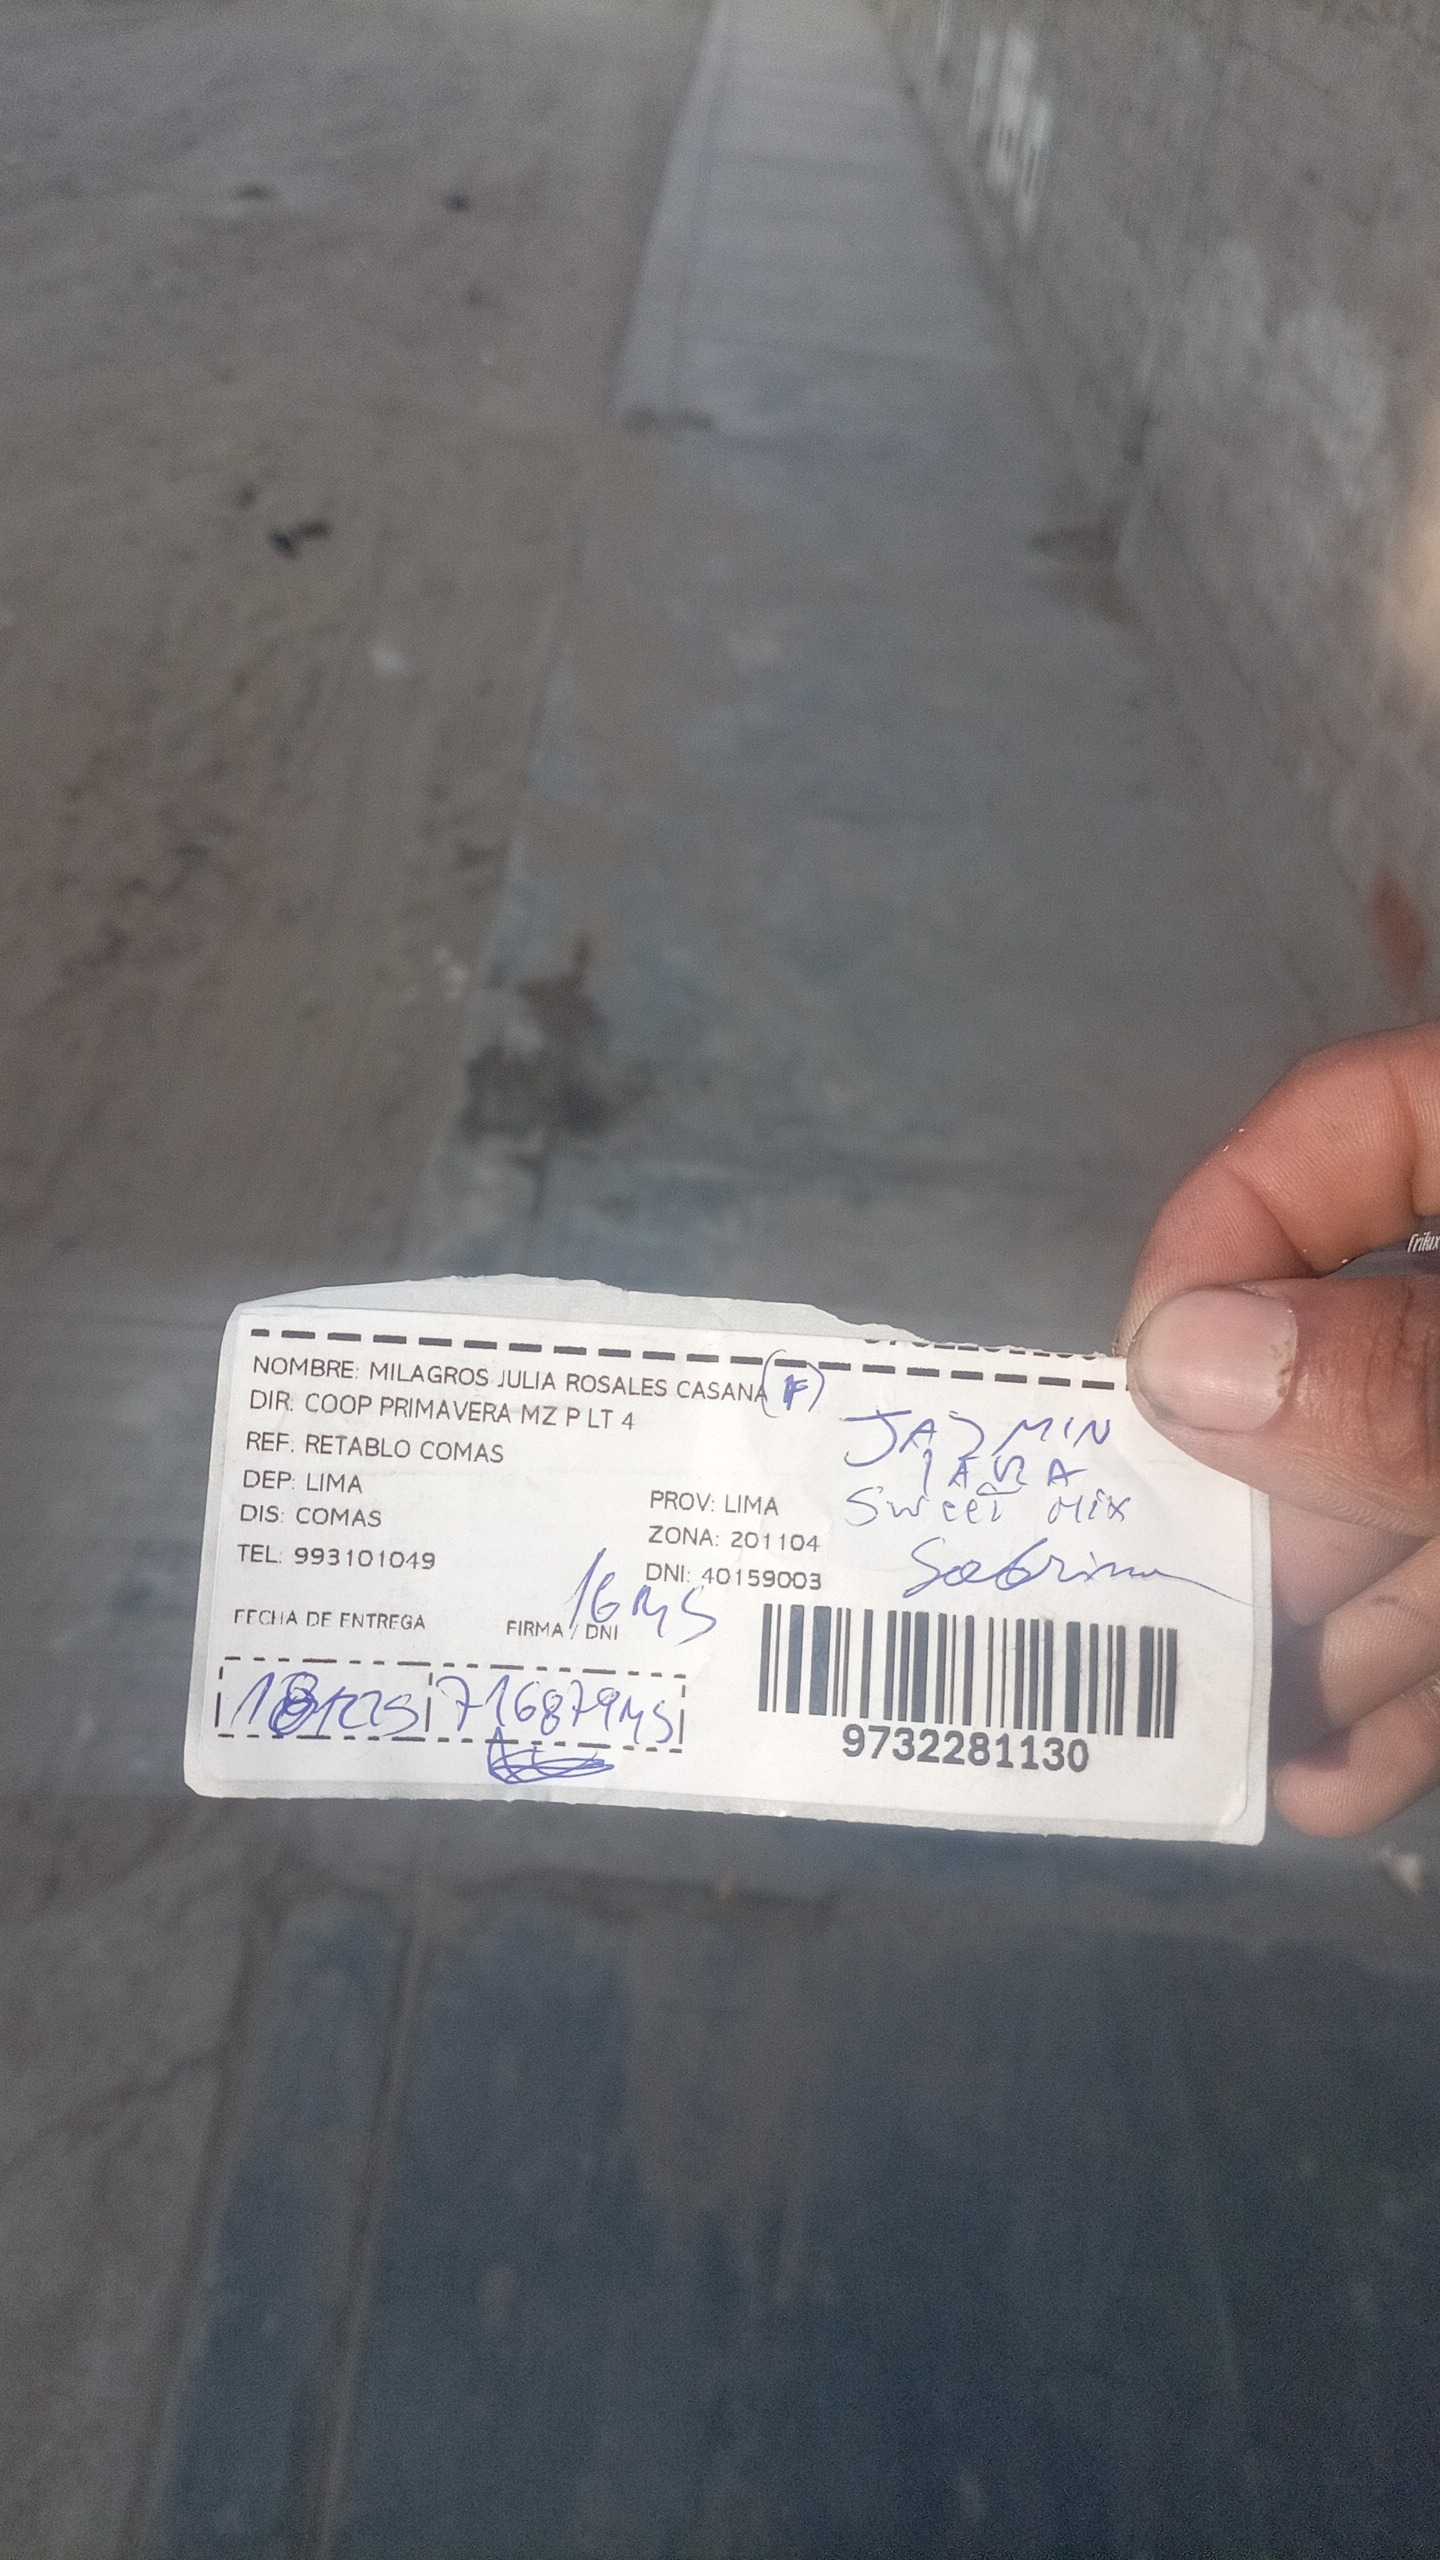 NOMBRE: MILAGROS JULIA ROSALES CASANA (F)
DIR: COOP PRIMAVERA MZ P LT 4
REF: RETABLO COMAS
DEP: LIMA
PROV: LIMA
DIS: COMAS
ZONA: 201104
TEL: 993101049
DNI: 40159003
FECHA DE ENTREGA
FIRMA / DNI
JAZMIN
LARA
Sweet Mix
Sabrina
9732281130